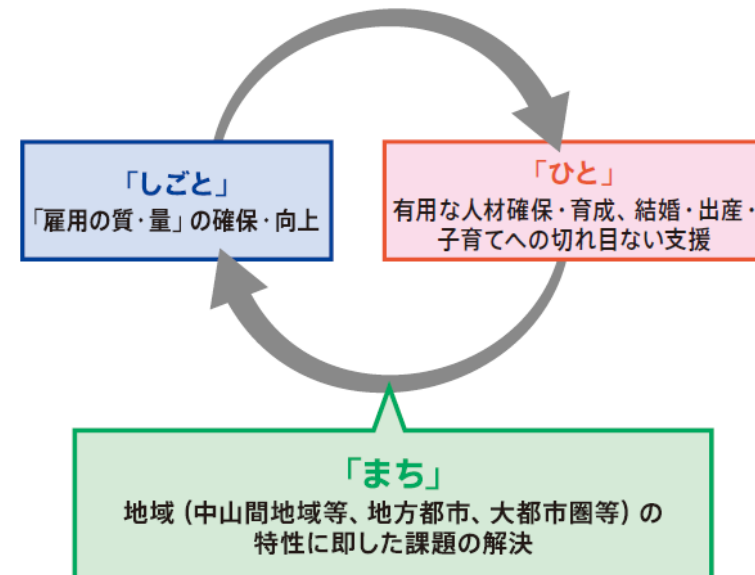 「しごと」
「雇用の質・量」の確保・向上
「ひと」
有用な人材確保・育成、結婚・出産・
子育てへの切れ目ない支援
「まち」
地域（中山間地域等、地方都市、大都市圏等）の
特性に即した課題の解決